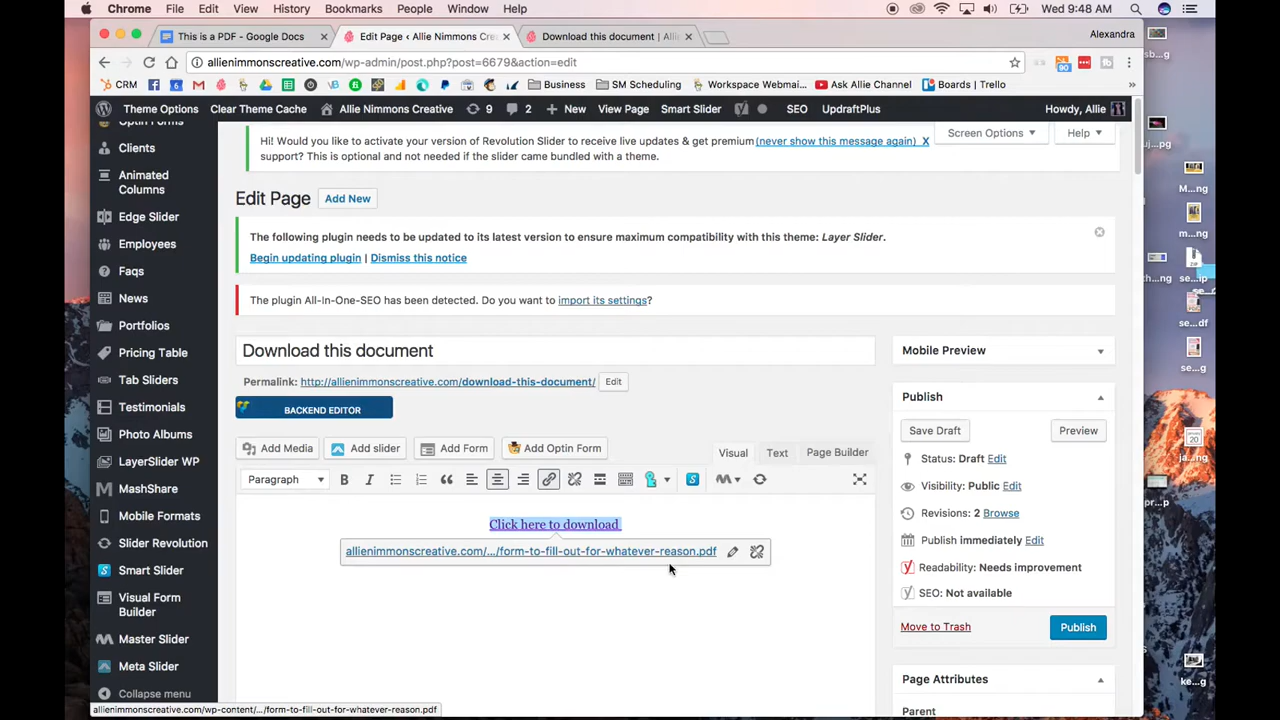 Chrome File Edit View History Bookmarks People Window Help Wed 9:48 AM
This is a PDF - Google Docs
Edit Page ‹ Allie Nimmons Crea
Download this document | Allie
Alexandra
allienimmonscreative.com/wp-admin/post.php?post=6679&action=edit
CRM Business SM Scheduling Workspace Webmai... Ask Allie Channel Boards | Trello
Theme Options Clear Theme Cache Allie Nimmons Creative 9 2 New View Page Smart Slider SEO UpdraftPlus Howdy, Allie
Optin Forms
Clients
Animated
Columns
Edge Slider
Employees
Faqs
News
Portfolios
Pricing Table
Tab Sliders
Testimonials
Photo Albums
LayerSlider WP
MashShare
Mobile Formats
Slider Revolution
Smart Slider
Visual Form
Builder
Master Slider
Meta Slider
Collapse menu
Hi! Would you like to activate your version of Revolution Slider to receive live updates & get premium (never show this message again) X
support? This is optional and not needed if the slider came bundled with a theme.
Screen Options
Help
Edit Page Add New
The following plugin needs to be updated to its latest version to ensure maximum compatibility with this theme: Layer Slider.
Begin updating plugin | Dismiss this notice
The plugin All-In-One-SEO has been detected. Do you want to import its settings?
Download this document
Permalink: http://allienimmonscreative.com/download-this-document/ Edit
BACKEND EDITOR
Add Media Add slider Add Form Add Optin Form Visual Text Page Builder
Paragraph B I
Click here to download
allienimmonscreative.com/.../form-to-fill-out-for-whatever-reason.pdf
Mobile Preview
Publish
Save Draft Preview
Status: Draft Edit
Visibility: Public Edit
Revisions: 2 Browse
Publish immediately Edit
Readability: Needs improvement
SEO: Not available
Move to Trash Publish
Page Attributes
Parent
allienimmonscreative.com/wp-content/.../form-to-fill-out-for-whatever-reason.pdf